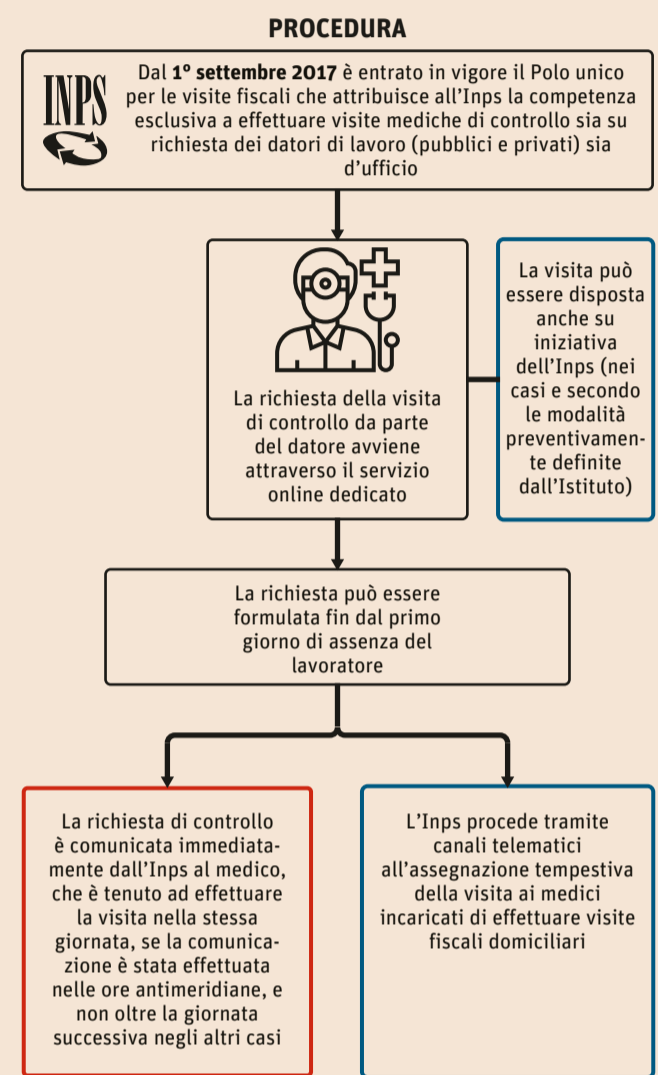 PROCEDURA
INPS
Dal 1° settembre 2017 è entrato in vigore il Polo unico
per le visite fiscali che attribuisce all'Inps la competenza
esclusiva a effettuare visite mediche di controllo sia su
richiesta dei datori di lavoro (pubblici e privati) sia
d'ufficio
La richiesta della visita
di controllo da parte
del datore avviene
attraverso il servizio
online dedicato
La visita può
essere disposta
anche su
iniziativa
dell'Inps (nei
casi e secondo
le modalità
preventivamen-
te definite
dall'Istituto)
La richiesta può essere
formulata fin dal primo
giorno di assenza del
lavoratore
La richiesta di controllo
è comunicata immediata-
mente dall'Inps al medico,
che è tenuto ad effettuare
la visita nella stessa
giornata, se la comunica-
zione è stata effettuata
nelle ore antimeridiane, e
non oltre la giornata
successiva negli altri casi
L'Inps procede tramite
canali telematici
all'assegnazione tempestiva
della visita ai medici
incaricati di effettuare visite
fiscali domiciliari